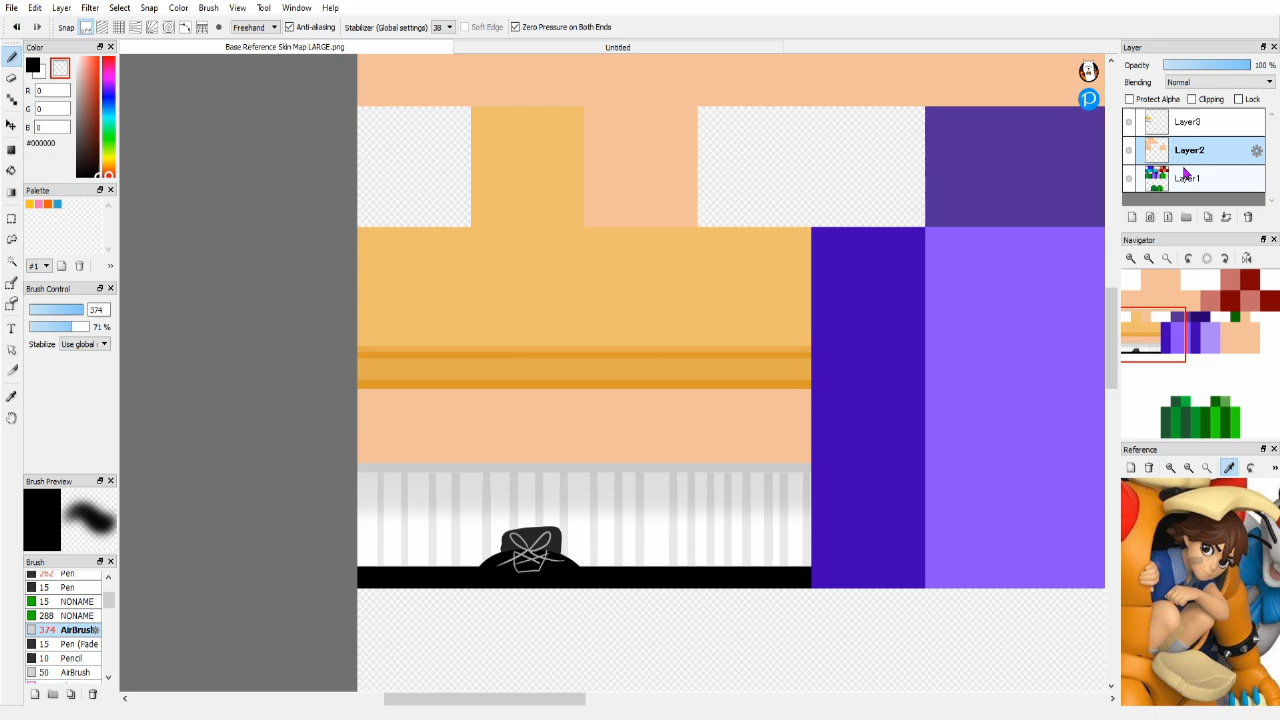 File Edit Layer Filter Select Snap Color Brush View Tool Window Help
Snap Freehand Anti-aliasing Stabilizer (Global settings) 38 Soft Edge Zero Pressure on Both Ends
Color
Base Reference Skin Map LARGE.png
Untitled
Layer
R 0
G 0
B 0
#000000
Opacity 100 %
Blending Normal
Protect Alpha Clipping Lock
Layer3
Layer2
Layer1
Palette
#1
Navigator
Brush Control
374
71 %
Stabilize Use global
Reference
Brush Preview
Brush
262 Pen
15 Pen
15 NONAME
288 NONAME
374 AirBrush
15 Pen (Fade
10 Pencil
50 AirBrush